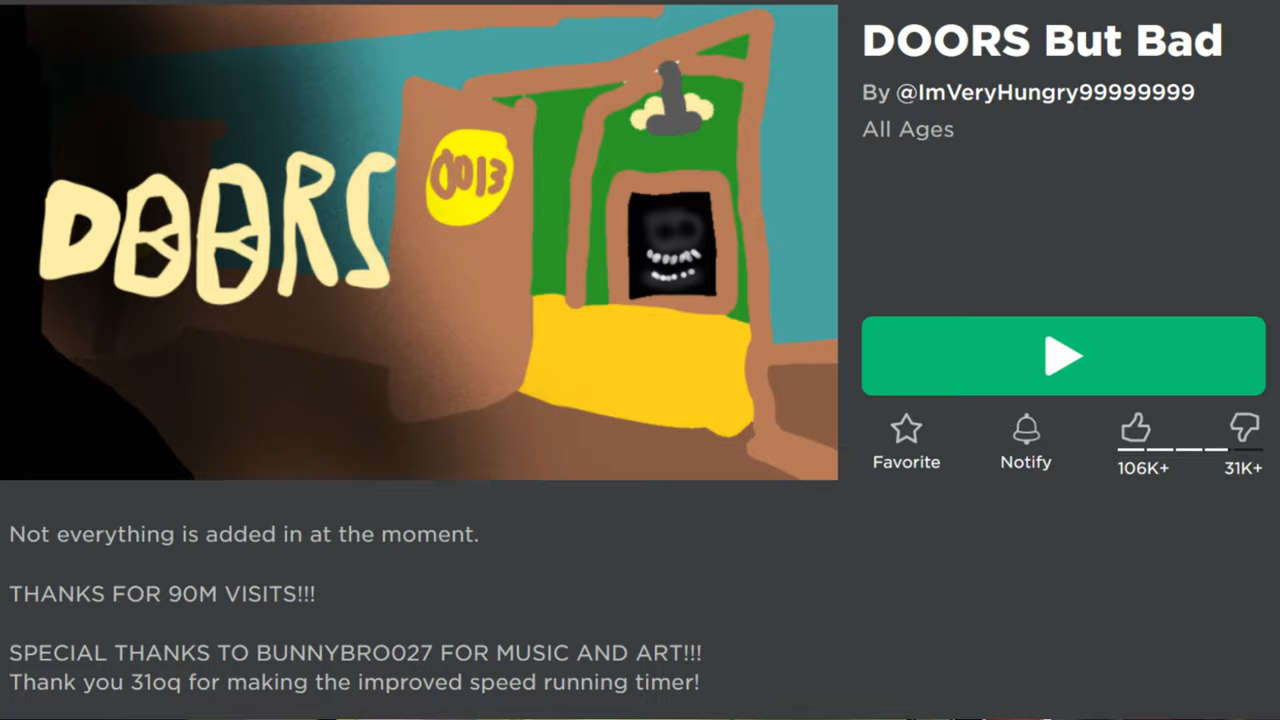 DOORS
0013
DOORS But Bad
By @ImVeryHungry99999999
All Ages
Favorite
Notify
106K+
31K+
Not everything is added in at the moment.
THANKS FOR 90M VISITS!!!
SPECIAL THANKS TO BUNNYBRO027 FOR MUSIC AND ART!!!
Thank you 31oq for making the improved speed running timer!